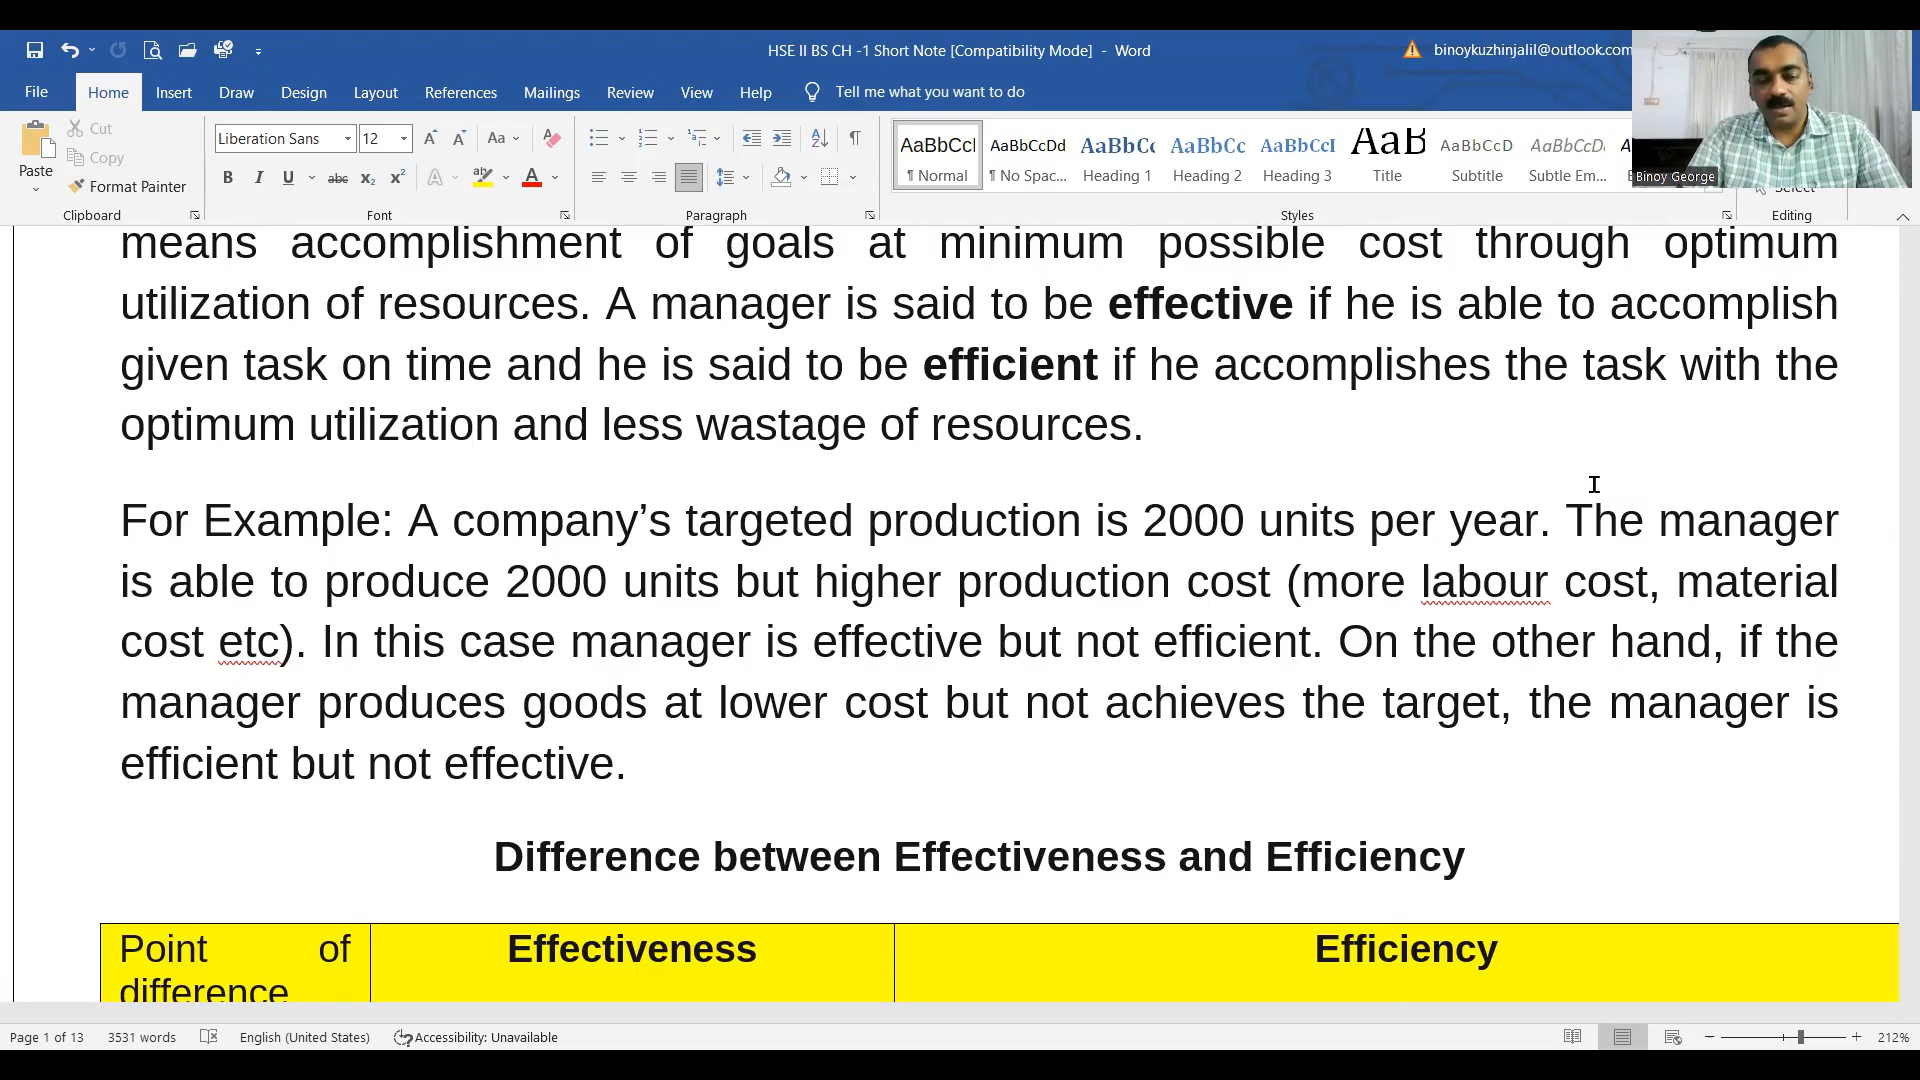 HSE II BS CH -1 Short Note [Compatibility Mode] - Word
binoykuzhinjalil@outlook.com
File Home Insert Draw Design Layout References Mailings Review View Help Tell me what you want to do
Paste
Cut
Copy
Format Painter
Clipboard
Liberation Sans 12
Font
Paragraph
AaBbCcI AaBbCcDd AaBbCc AaBbCc AaBbCcI AaB AaBbCcD AaBbCcDc
¶ Normal ¶ No Spac... Heading 1 Heading 2 Heading 3 Title Subtitle Subtle Em...
Styles
Select
Editing
Binoy George
means accomplishment of goals at minimum possible cost through optimum
utilization of resources. A manager is said to be effective if he is able to accomplish
given task on time and he is said to be efficient if he accomplishes the task with the
optimum utilization and less wastage of resources.
For Example: A company’s targeted production is 2000 units per year. The manager
is able to produce 2000 units but higher production cost (more labour cost, material
cost etc). In this case manager is effective but not efficient. On the other hand, if the
manager produces goods at lower cost but not achieves the target, the manager is
efficient but not effective.
Difference between Effectiveness and Efficiency
Point of
difference
Effectiveness
Efficiency
Page 1 of 13 3531 words English (United States) Accessibility: Unavailable 212%